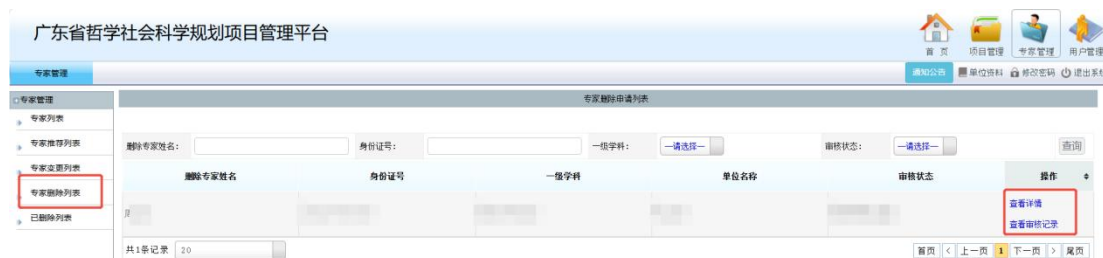 广东省哲学社会科学规划项目管理平台
首 页 项目管理 专家管理 用户管理
专家管理
通知公告 单位资料 修改密码 退出系统
专家管理 专家删除申请列表
专家列表
专家推荐列表 删除专家姓名: 身份证号: 一级学科: —请选择— 审核状态: —请选择— 查询
专家变更列表 删除专家姓名 身份证号 一级学科 单位名称 审核状态 操作
专家删除列表 查看详情
已删除列表 查看审核记录
共1条记录 20 首页 < 上一页 1 下一页 > 尾页